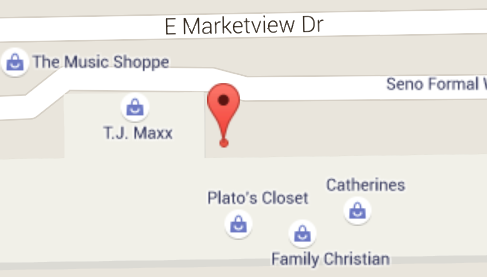 E Marketview Dr
The Music Shoppe
Seno Formal
T.J. Maxx
Catherines
Plato's Closet
Family Christian